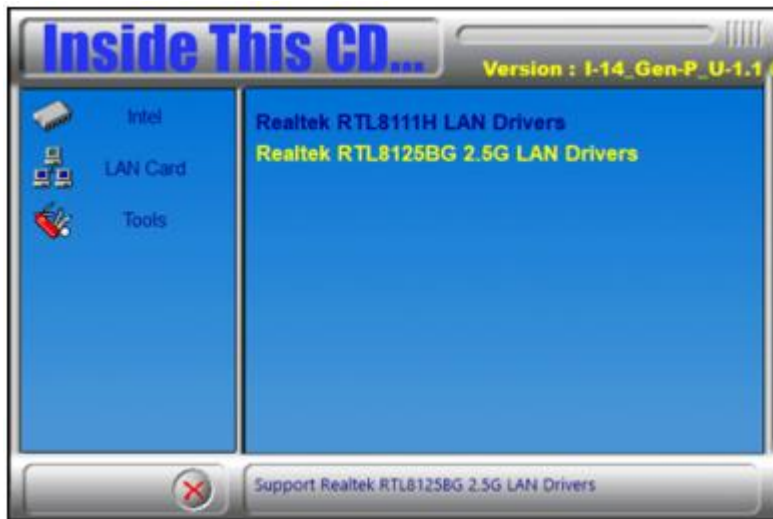 Inside This CD...
Version : I-14_Gen-P_U-1.1
Intel
LAN Card
Tools
Realtek RTL8111H LAN Drivers
Realtek RTL8125BG 2.5G LAN Drivers
Support Realtek RTL8125BG 2.5G LAN Drivers